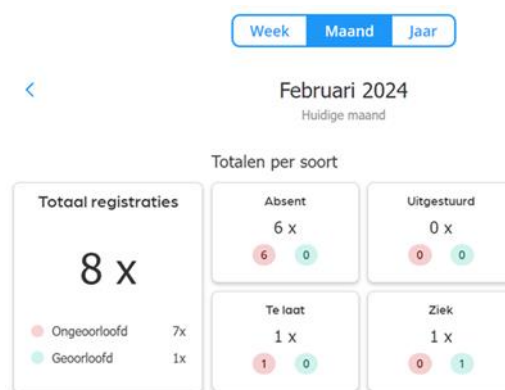 Week Maand Jaar
Februari 2024
Huidige maand
Totalen per soort
Totaal registraties
8 x
Ongeoorloofd 7x
Geoorloofd 1x
Absent
6 x
6 0
Uitgestuurd
0 x
0 0
Te laat
1 x
1 0
Ziek
1 x
0 1